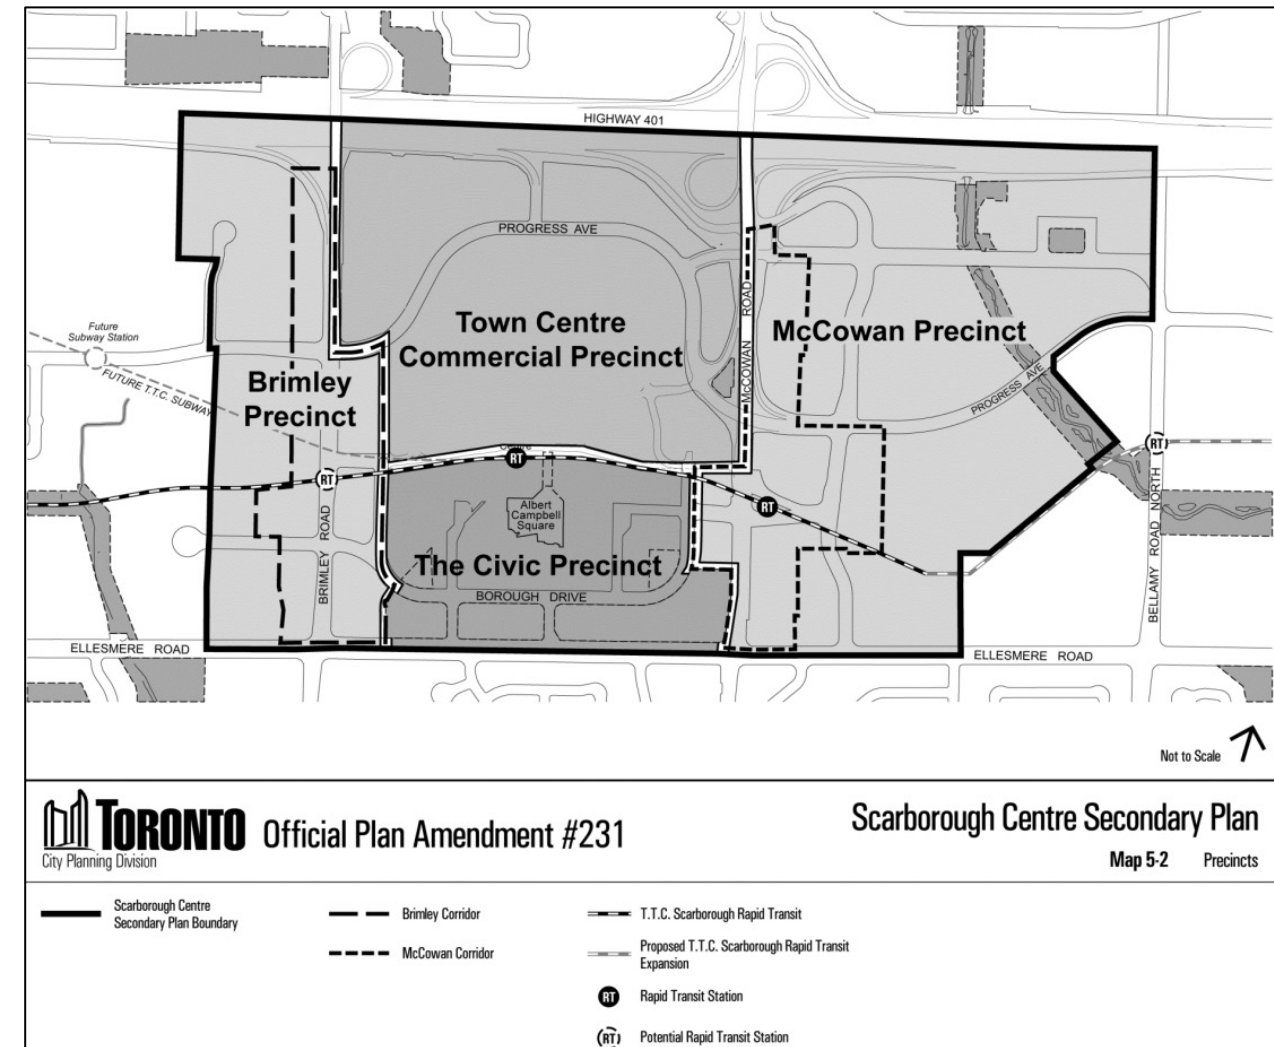 HIGHWAY 401
PROGRESS AVE
Town Centre
Commercial Precinct
McCOWAN ROAD
McCowan Precinct
Future
Subway Station
FUTURE T.T.C. SUBWAY
Brimley
Precinct
PROGRESS AVE
RT
RT
RT
RT
Albert
Campbell
Square
BRIMLEY ROAD
The Civic Precinct
BOROUGH DRIVE
BELLAMY ROAD NORTH
ELLESMERE ROAD
ELLESMERE ROAD
Not to Scale
TORONTO
City Planning Division
Official Plan Amendment #231
Scarborough Centre Secondary Plan
Map 5-2 Precincts
Scarborough Centre
Secondary Plan Boundary
Brimley Corridor
McCowan Corridor
T.T.C. Scarborough Rapid Transit
Proposed T.T.C. Scarborough Rapid Transit
Expansion
RT Rapid Transit Station
RT Potential Rapid Transit Station